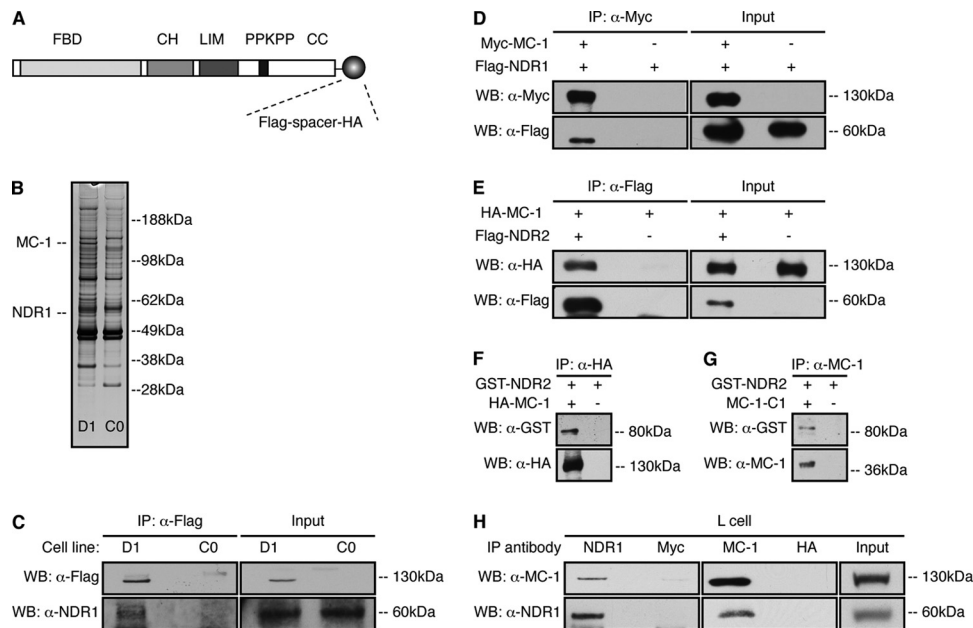 A
FBD CH LIM PPKPP CC
Flag-spacer-HA
B
MC-1 --
NDR1 --
--188kDa
--98kDa
--62kDa
--49kDa
--38kDa
--28kDa
D1 C0
C
IP: α-Flag Input
Cell line: D1 C0 D1 C0
WB: α-Flag -- 130kDa
WB: α-NDR1 -- 60kDa
D
IP: α-Myc Input
Myc-MC-1 + - + -
Flag-NDR1 + + + +
WB: α-Myc -- 130kDa
WB: α-Flag -- 60kDa
E
IP: α-Flag Input
HA-MC-1 + + + +
Flag-NDR2 + - + -
WB: α-HA -- 130kDa
WB: α-Flag -- 60kDa
F
IP: α-HA
GST-NDR2 + +
HA-MC-1 + -
WB: α-GST -- 80kDa
WB: α-HA -- 130kDa
G
IP: α-MC-1
GST-NDR2 + +
MC-1-C1 + -
WB: α-GST -- 80kDa
WB: α-MC-1 -- 36kDa
H
L cell
IP antibody NDR1 Myc MC-1 HA Input
WB: α-MC-1 -- 130kDa
WB: α-NDR1 -- 60kDa